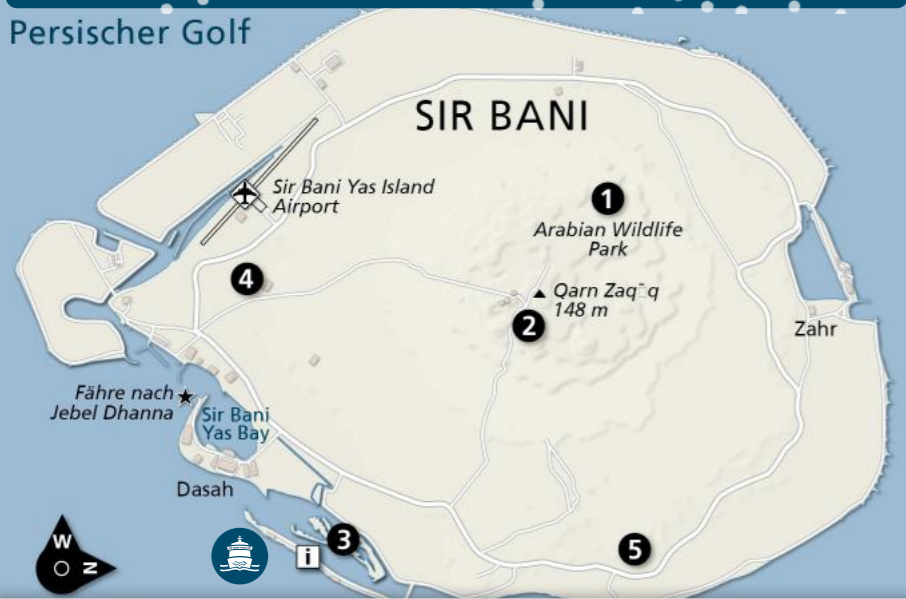 Persischer Golf
SIR BANI
Sir Bani Yas Island
Airport
1
Arabian Wildlife
Park
4
Qarn Zaq
148 m
2
Zahr
Fähre nach
Jebel Dhanna
Sir Bani
Yas Bay
Dasah
W
N
i
3
5